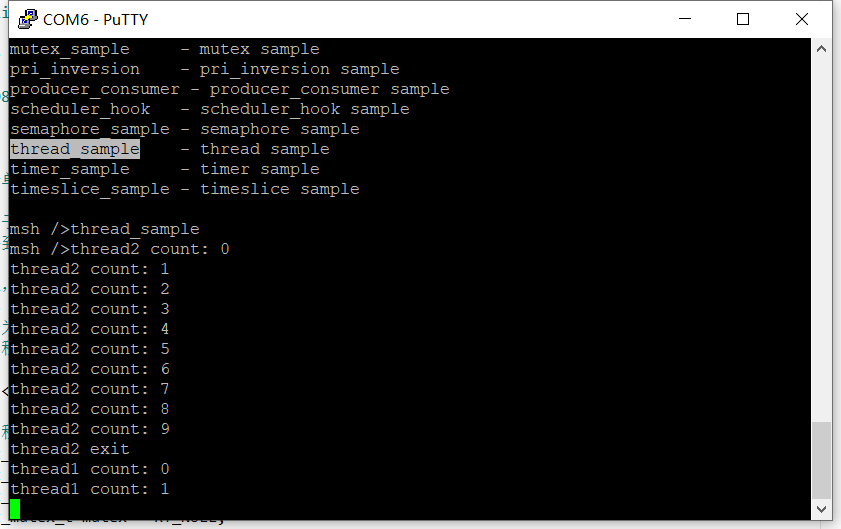 COM6 - PuTTY
mutex_sample     - mutex sample
pri_inversion    - pri_inversion sample
producer_consumer - producer_consumer sample
scheduler_hook   - scheduler_hook sample
semaphore_sample - semaphore sample
thread_sample    - thread sample
timer_sample     - timer sample
timeslice_sample - timeslice sample
msh />thread_sample
msh />thread2 count: 0
thread2 count: 1
thread2 count: 2
thread2 count: 3
thread2 count: 4
thread2 count: 5
thread2 count: 6
thread2 count: 7
thread2 count: 8
thread2 count: 9
thread2 exit
thread1 count: 0
thread1 count: 1